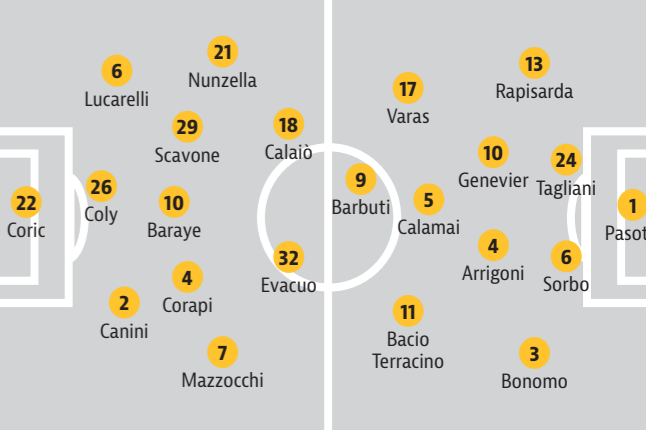 22
Coric
6
Lucarelli
26
Coly
2
Canini
21
Nunzella
29
Scavone
10
Baraye
4
Corapi
7
Mazzocchi
18
Calaiò
32
Evacuo
9
Barbuti
17
Varas
5
Calamai
11
Bacio
Terracino
13
Rapisarda
10
Genevier
4
Arrigoni
3
Bonomo
24
Tagliani
6
Sorbo
1
Pasot